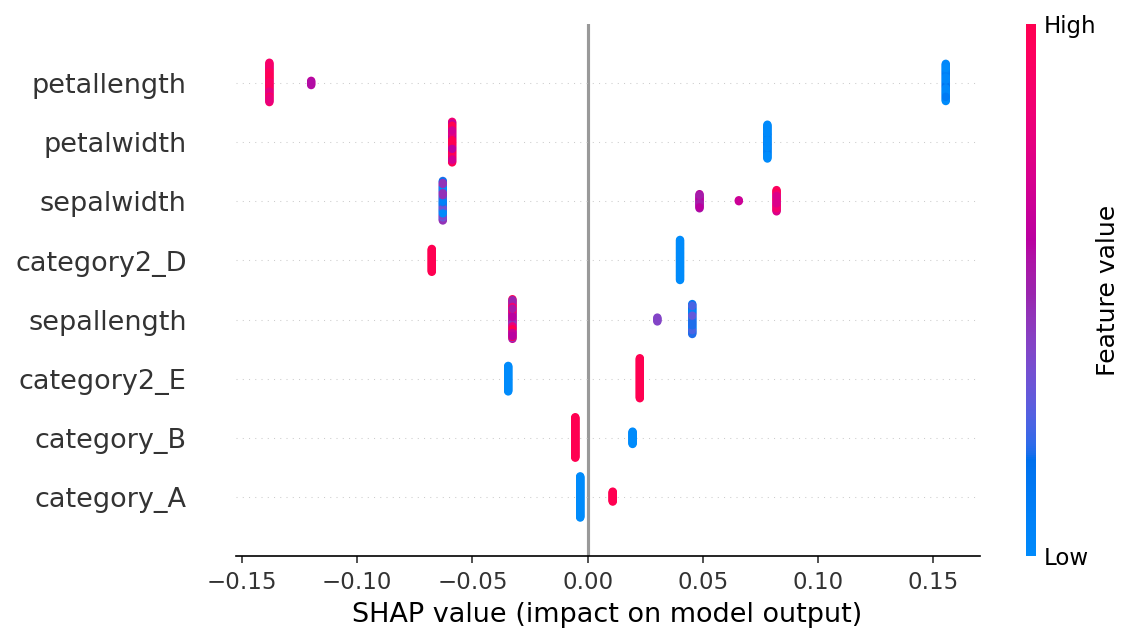 High
petallength
petalwidth
sepalwidth
category2_D
sepallength
category2_E
category_B
category_A
Feature value
Low
−0.15 −0.10 −0.05 0.00 0.05 0.10 0.15
SHAP value (impact on model output)